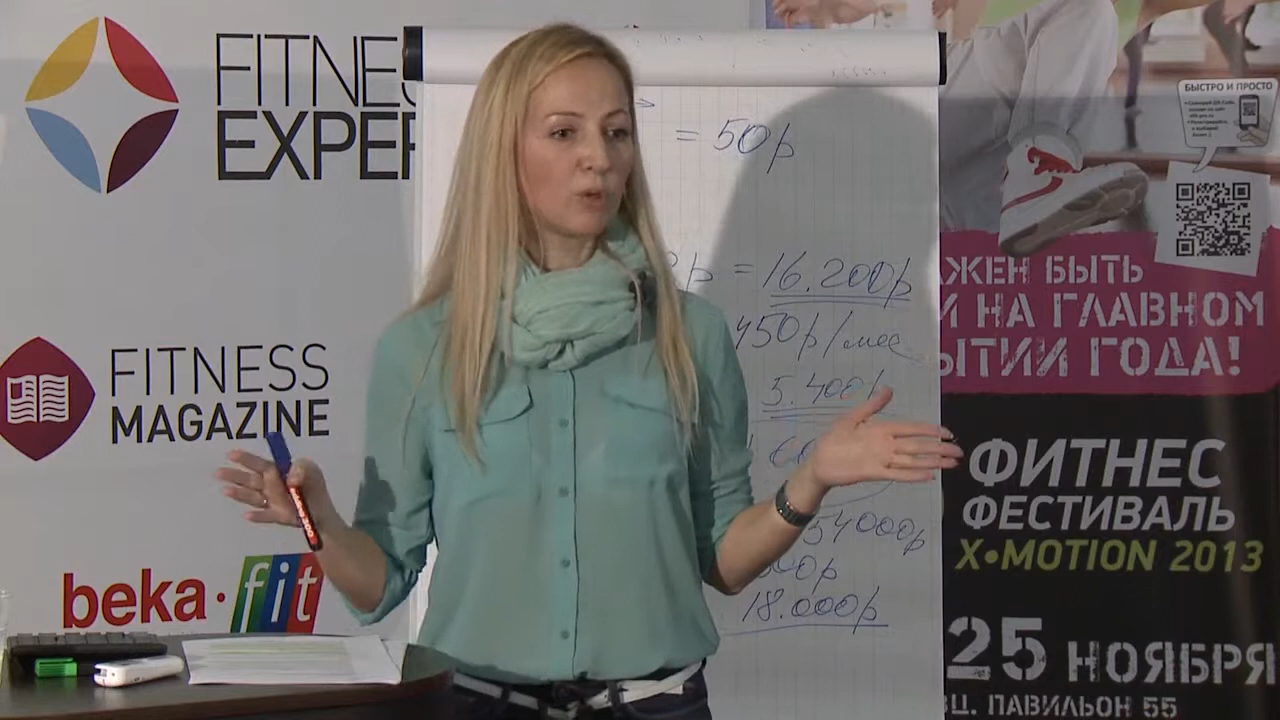 FITNES
EXPER
FITNESS
MAGAZINE
beka·fit
= 50р
= 16.200р
450р/мес
5.400р
54000р
18.000р
БЫСТРО И ПРОСТО
ЖЕН БЫТЬ
И НА ГЛАВНОМ
ЫТИИ ГОДА!
ФИТНЕС
ФЕСТИВАЛЬ
X•MOTION 2013
25 НОЯБРЯ
ВЦ. ПАВИЛЬОН 55